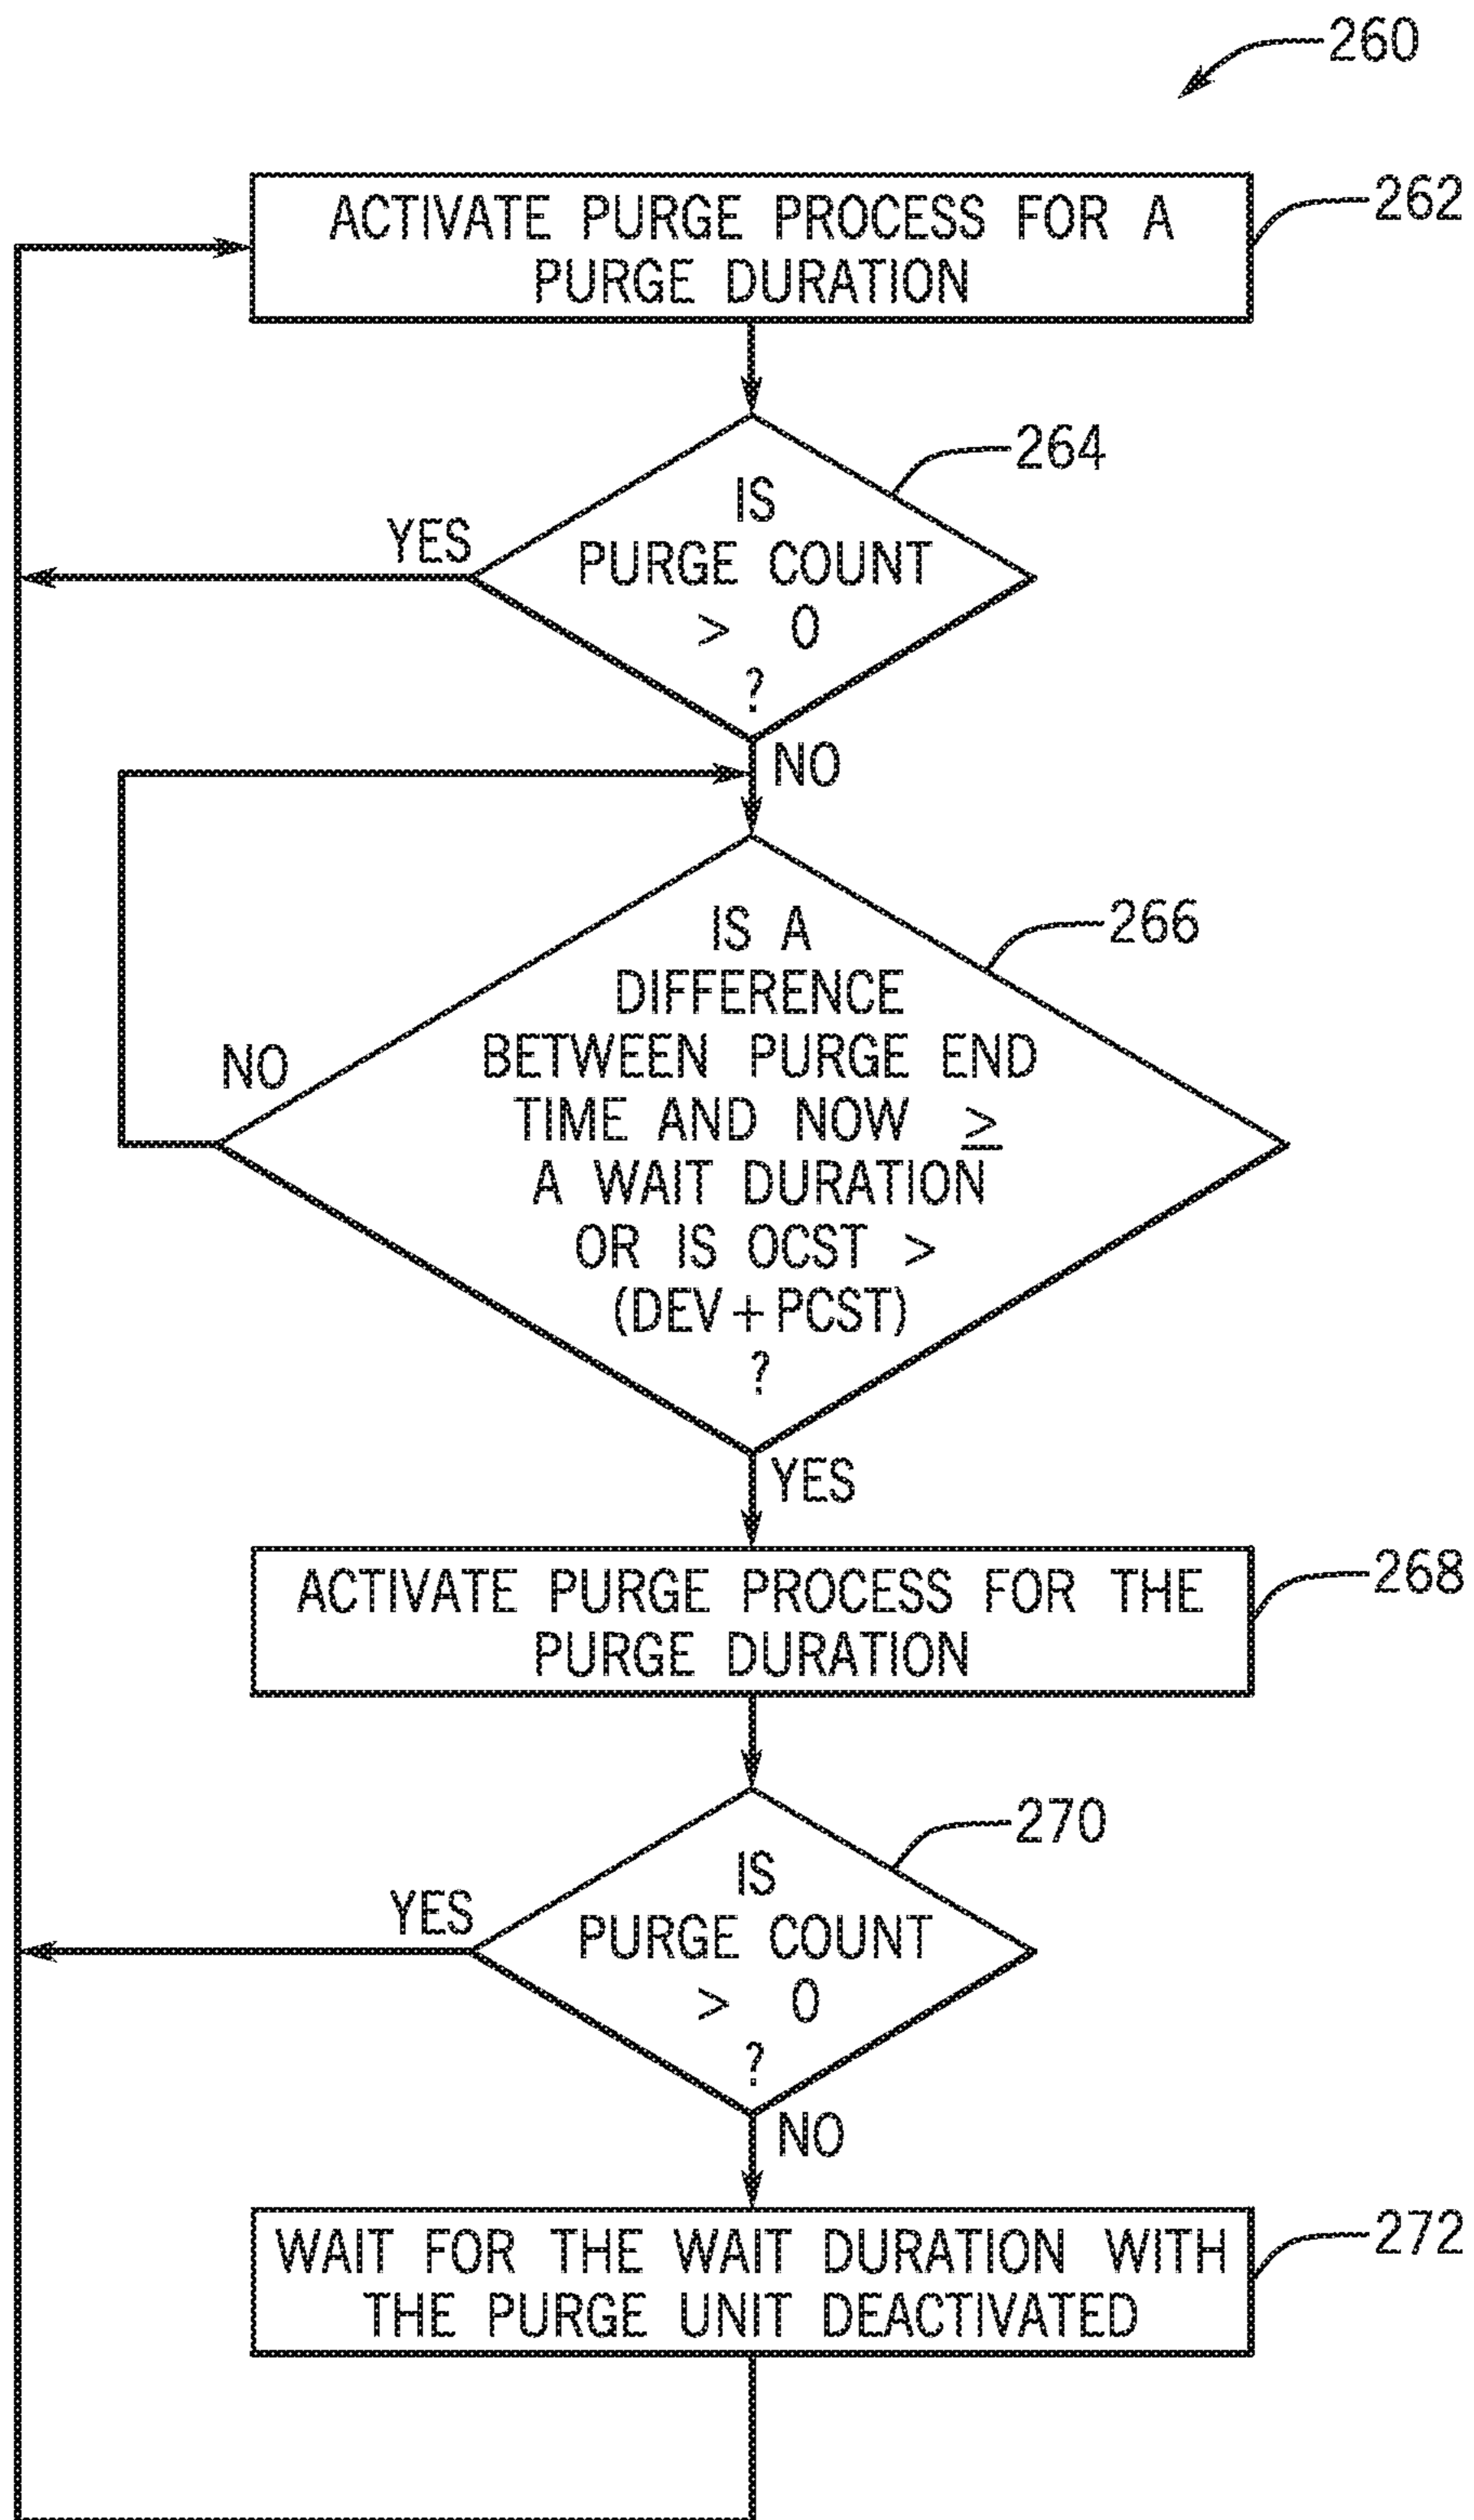 260
ACTIVATE PURGE PROCESS FOR A
PURGE DURATION
262
264
IS
PURGE COUNT
> 0
?
YES
NO
266
IS A
DIFFERENCE
BETWEEN PURGE END
TIME AND NOW ≥
A WAIT DURATION
OR IS OCST >
(DEV+PCST)
?
NO
YES
ACTIVATE PURGE PROCESS FOR THE
PURGE DURATION
268
270
IS
PURGE COUNT
> 0
?
YES
NO
WAIT FOR THE WAIT DURATION WITH
THE PURGE UNIT DEACTIVATED
272